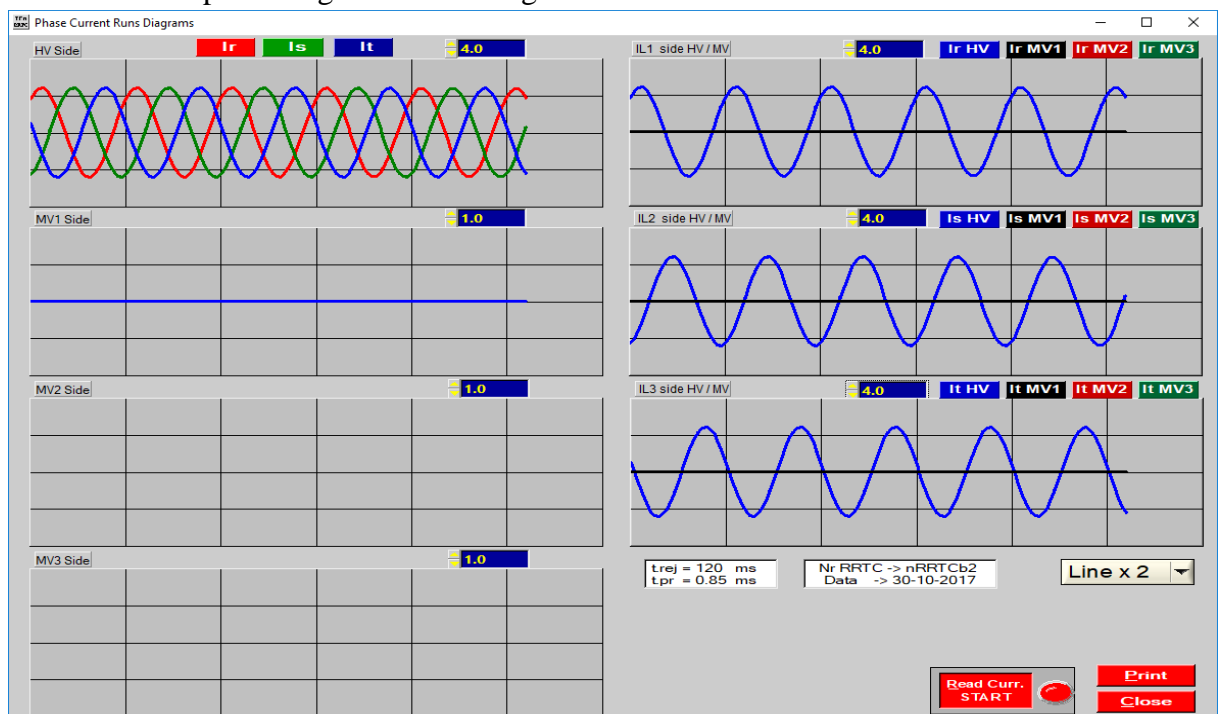 Phase Current Runs Diagrams
HV Side Ir Is It 4.0
MV1 Side 1.0
MV2 Side 1.0
MV3 Side 1.0
IL1 side HV / MV 4.0 Ir HV Ir MV1 Ir MV2 Ir MV3
IL2 side HV / MV 4.0 Is HV Is MV1 Is MV2 Is MV3
IL3 side HV / MV 4.0 It HV It MV1 It MV2 It MV3
t.rej = 120 ms
t.pr = 0.85 ms
Nr RRTC -> nRRTCb2
Data -> 30-10-2017
Line x 2
Read Curr.
START
Print
Close